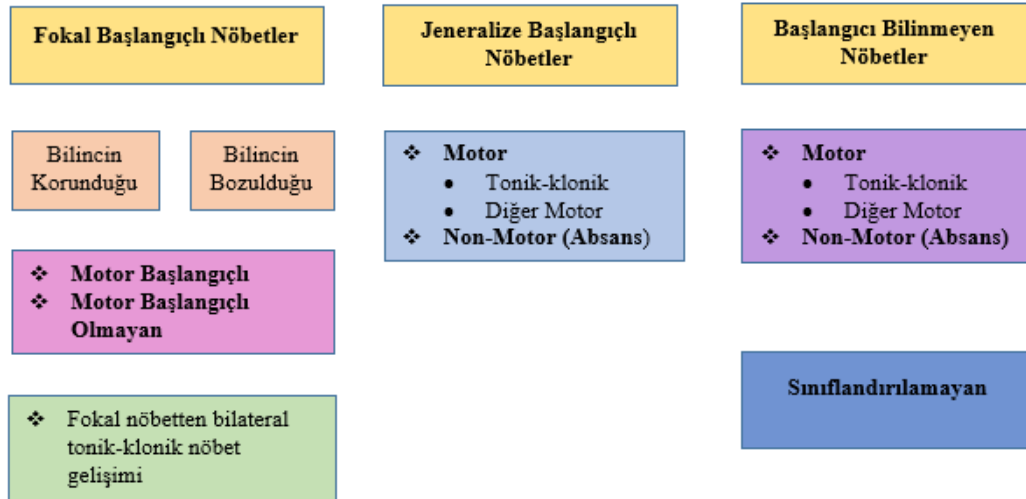 Fokal Başlangıçlı Nöbetler
Bilincin
Korunduğu
Bilincin
Bozulduğu
❖ Motor Başlangıçlı
❖ Motor Başlangıçlı
Olmayan
❖ Fokal nöbetten bilateral
tonik-klonik nöbet
gelişimi
Jeneralize Başlangıçlı
Nöbetler
❖ Motor
• Tonik-klonik
• Diğer Motor
❖ Non-Motor (Absans)
Başlangıcı Bilinmeyen
Nöbetler
❖ Motor
• Tonik-klonik
• Diğer Motor
❖ Non-Motor (Absans)
Sınıflandırılamayan